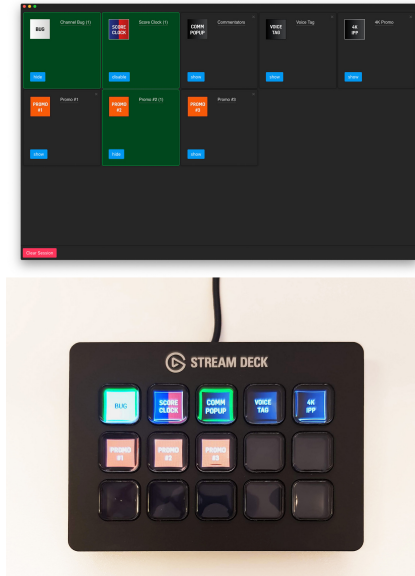 BUG
Channel Bug (1)
hide
SCORE
CLOCK
Score Clock (1)
disable
COMM
POPUP
Commentators
show
VOICE
TAG
Voice Tag
show
4K
IPP
4K Promo
show
PROMO
#1
Promo #1
show
PROMO
#2
Promo #2 (1)
hide
PROMO
#3
Promo #3
show
Clear Session
STREAM DECK
BUG
SCORE
CLOCK
COMM
POPUP
VOICE
TAG
4K
IPP
PROMO
#1
PROMO
#2
PROMO
#3